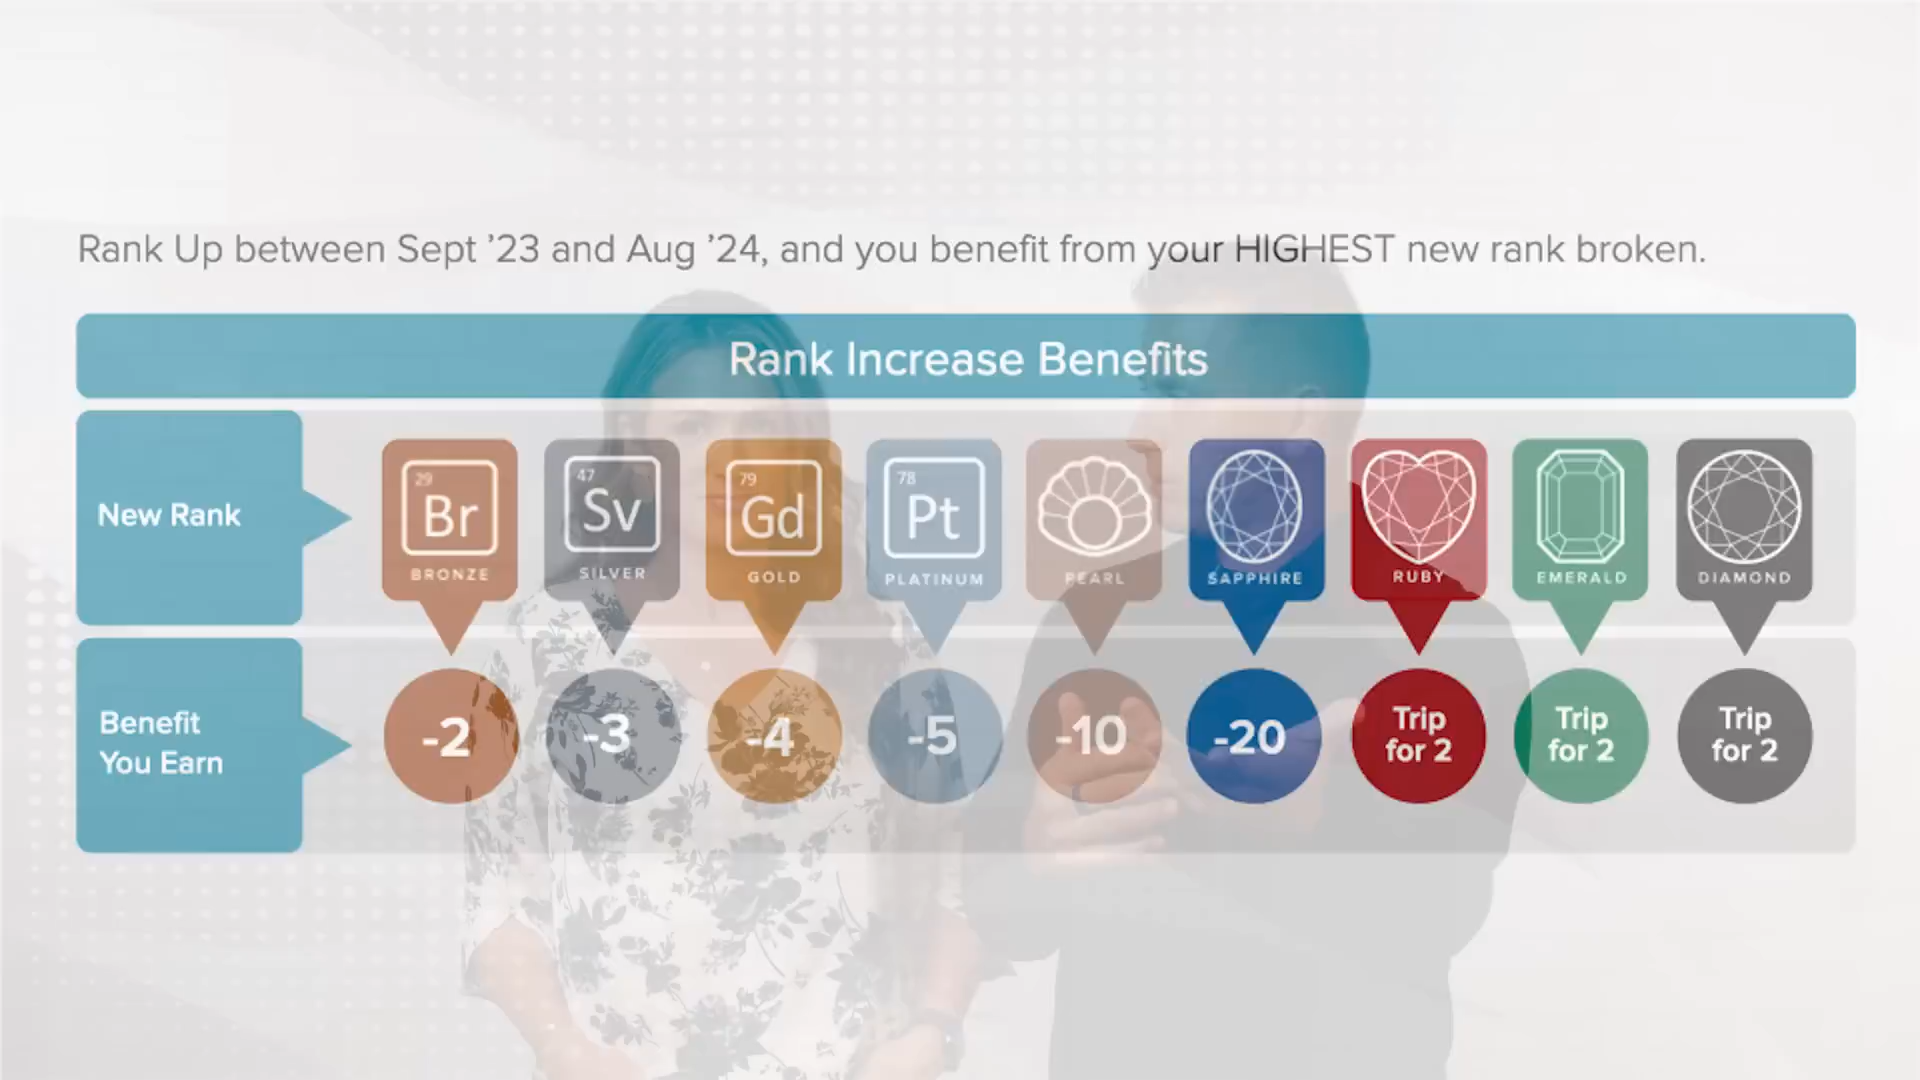 Rank Up between Sept ’23 and Aug ’24, and you benefit from your HIGHEST new rank broken.
Rank Increase Benefits
New Rank
29
Br
BRONZE
47
Sv
SILVER
79
Gd
GOLD
78
Pt
PLATINUM
PEARL
SAPPHIRE
RUBY
EMERALD
DIAMOND
Benefit
You Earn
-2
-3
-4
-5
-10
-20
Trip
for 2
Trip
for 2
Trip
for 2